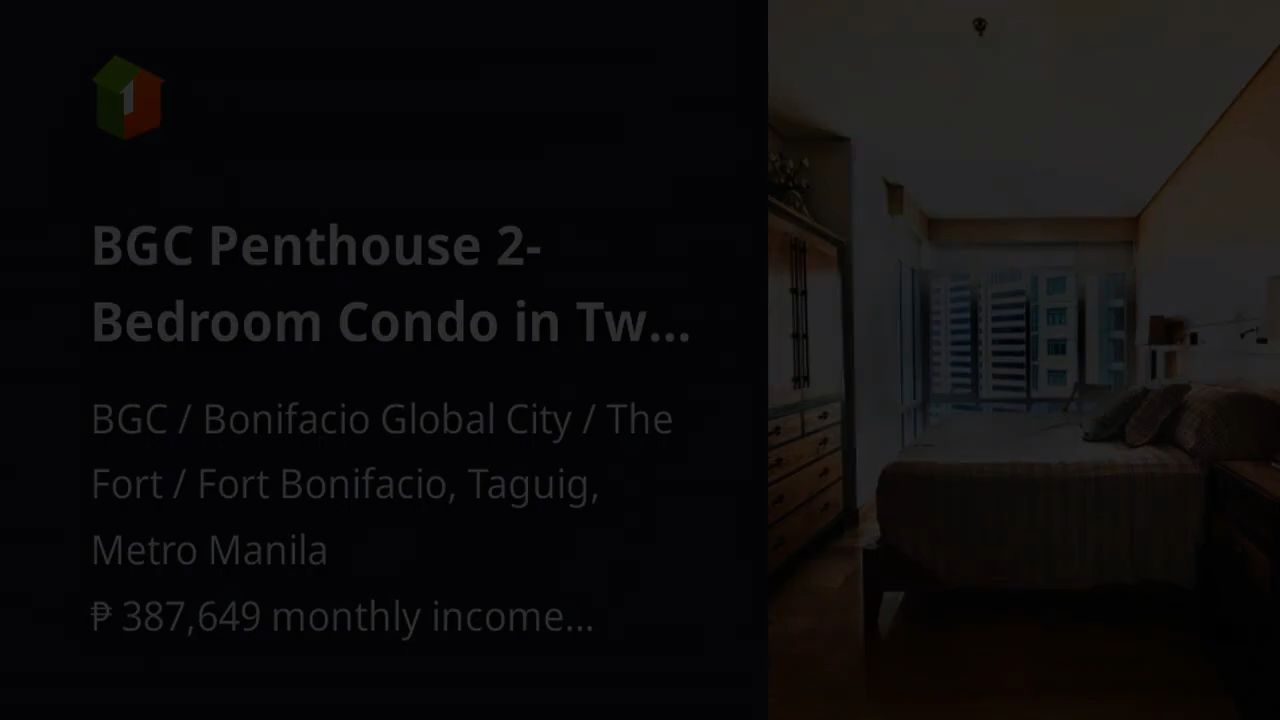 BGC Penthouse 2-
Bedroom Condo in Tw...
BGC / Bonifacio Global City / The
Fort / Fort Bonifacio, Taguig,
Metro Manila
₱ 387,649 monthly income...